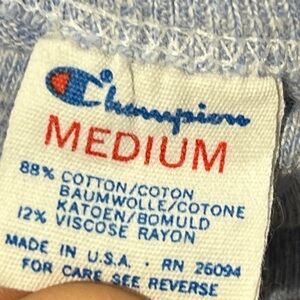 Champion
MEDIUM
88% COTTON/COTON
BAUMWOLLE/COTONE
KATOEN/BOMULD
12% VISCOSE RAYON
MADE IN U.S.A. - RN 26094
FOR CARE SEE REVERSE